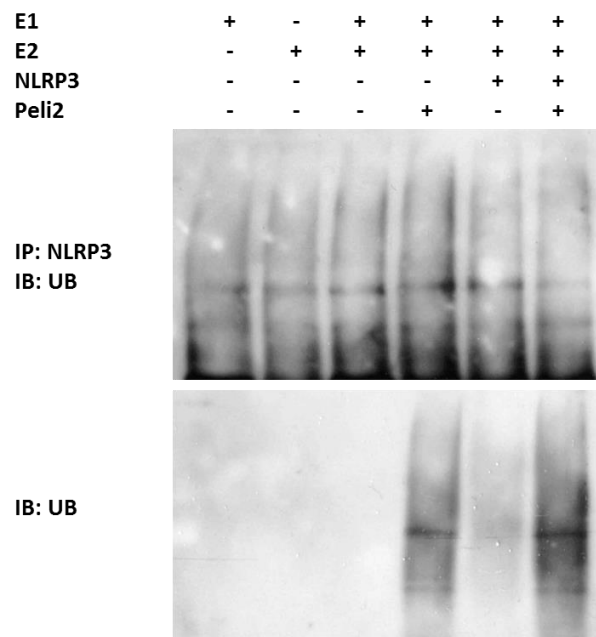 E1 + - + + + +
E2 - + + + + +
NLRP3 - - - - + +
Peli2 - - - + - +
IP: NLRP3
IB: UB
IB: UB